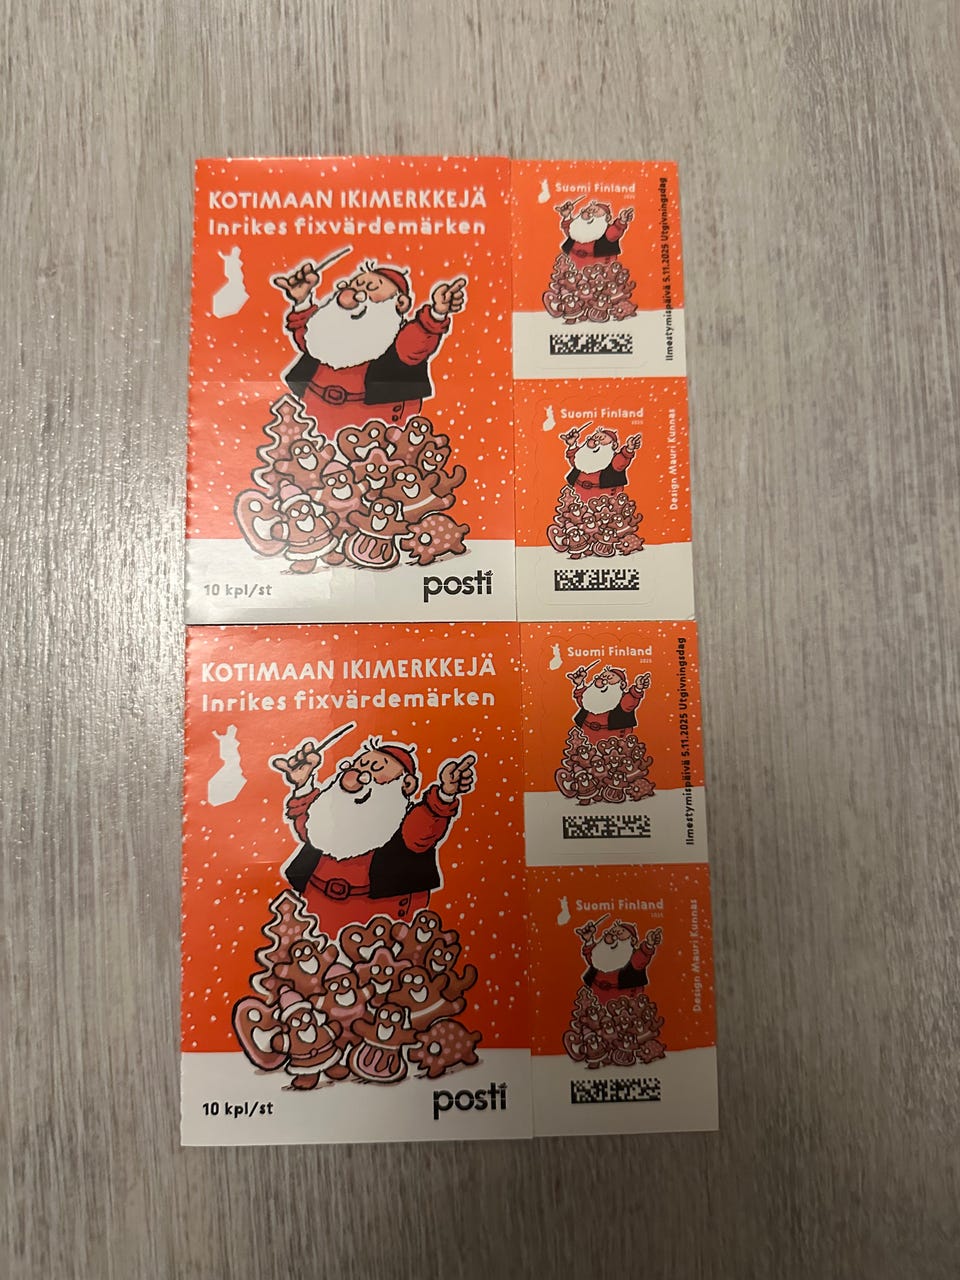 KOTIMAAN IKIMERKKEJÄ
Inrikes fixvärdemärken
10 kpl/st
posti
Suomi Finland
2025
Ilmestymispäivä 5.11.2025 Utgivningsdag
Suomi Finland
2025
Design Mauri Kunnas
KOTIMAAN IKIMERKKEJÄ
Inrikes fixvärdemärken
10 kpl/st
posti
Suomi Finland
2025
Ilmestymispäivä 5.11.2025 Utgivningsdag
Suomi Finland
2025
Design Mauri Kunnas